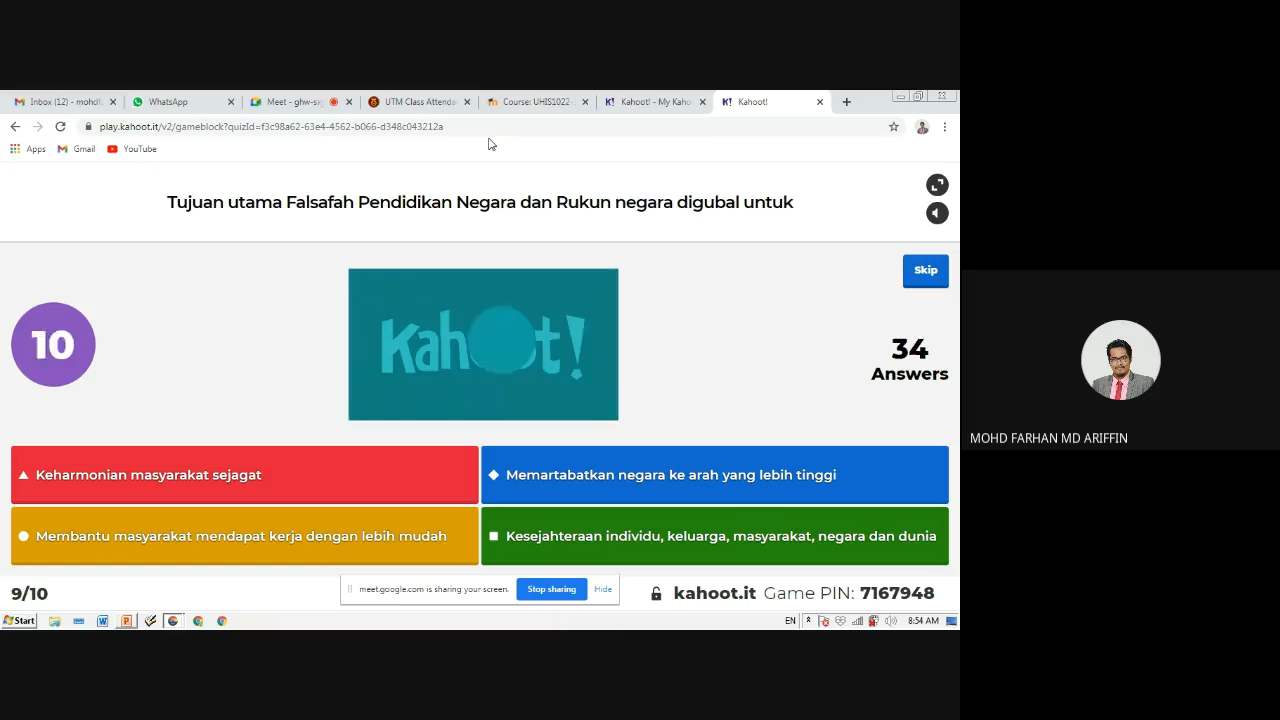 Inbox (12) - mohdf
WhatsApp
Meet - ghw-sx
UTM Class Attenda
Course: UHIS1022-
Kahoot! - My Kaho
Kahoot!
play.kahoot.it/v2/gameblock?quizId=f3c98a62-63e4-4562-b066-d348c043212a
Apps Gmail YouTube
Tujuan utama Falsafah Pendidikan Negara dan Rukun negara digubal untuk
Skip
10
Kahoot!
34
Answers
Keharmonian masyarakat sejagat
Memartabatkan negara ke arah yang lebih tinggi
Membantu masyarakat mendapat kerja dengan lebih mudah
Kesejahteraan individu, keluarga, masyarakat, negara dan dunia
9/10
meet.google.com is sharing your screen. Stop sharing Hide
kahoot.it Game PIN: 7167948
Start
EN
8:54 AM
MOHD FARHAN MD ARIFFIN